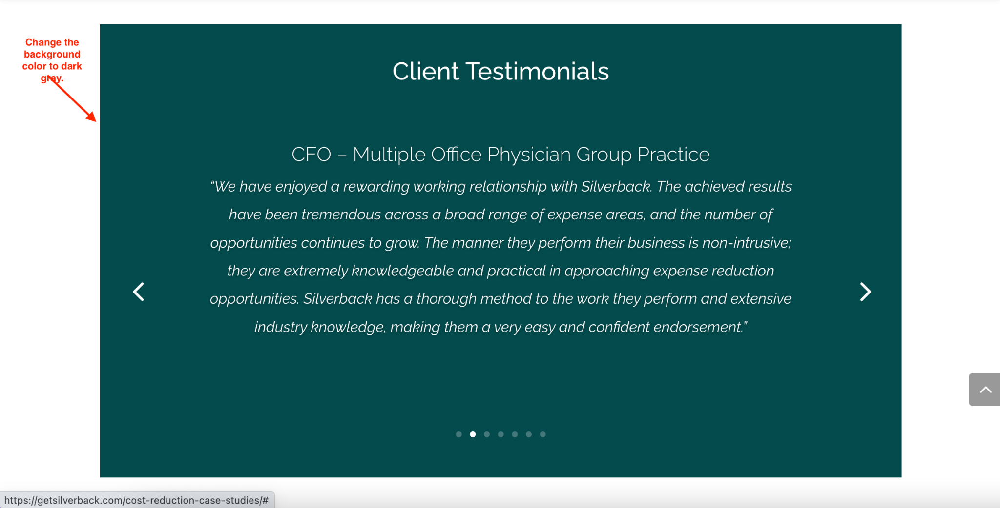 Change the
background
color to dark
gray.
Client Testimonials
CFO – Multiple Office Physician Group Practice
“We have enjoyed a rewarding working relationship with Silverback. The achieved results
have been tremendous across a broad range of expense areas, and the number of
opportunities continues to grow. The manner they perform their business is non-intrusive;
they are extremely knowledgeable and practical in approaching expense reduction
opportunities. Silverback has a thorough method to the work they perform and extensive
industry knowledge, making them a very easy and confident endorsement.”
https://getsilverback.com/cost-reduction-case-studies/#